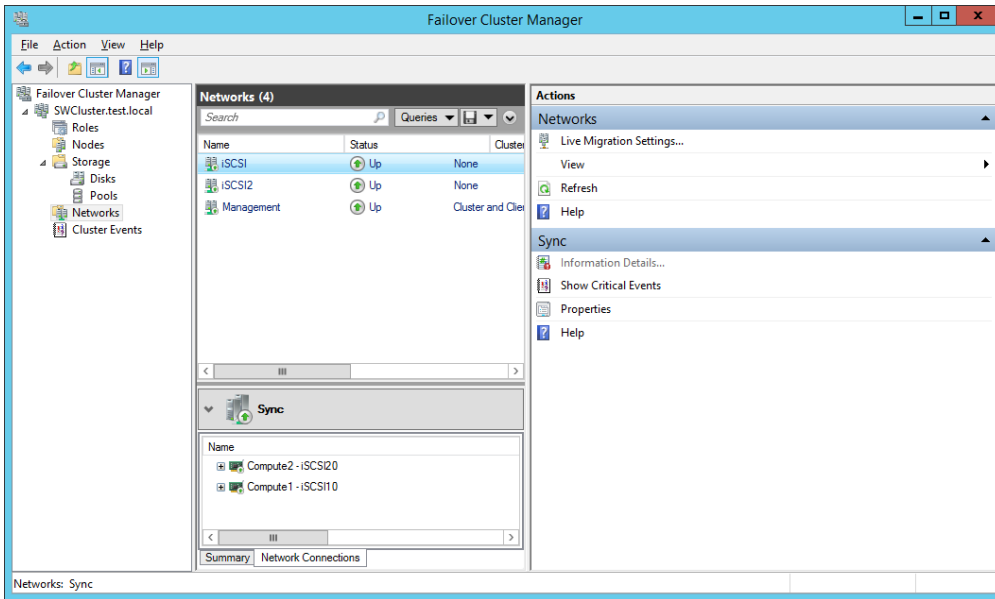 Failover Cluster Manager
File Action View Help
Failover Cluster Manager
SWCluster.test.local
Roles
Nodes
Storage
Disks
Pools
Networks
Cluster Events
Networks (4)
Search
Queries
Name Status Cluster
iSCSI Up None
iSCSI2 Up None
Management Up Cluster and Clie
Sync
Name
Compute2 - iSCSI20
Compute1 - iSCSI10
Summary Network Connections
Actions
Networks
Live Migration Settings...
View
Refresh
Help
Sync
Information Details...
Show Critical Events
Properties
Help
Networks: Sync